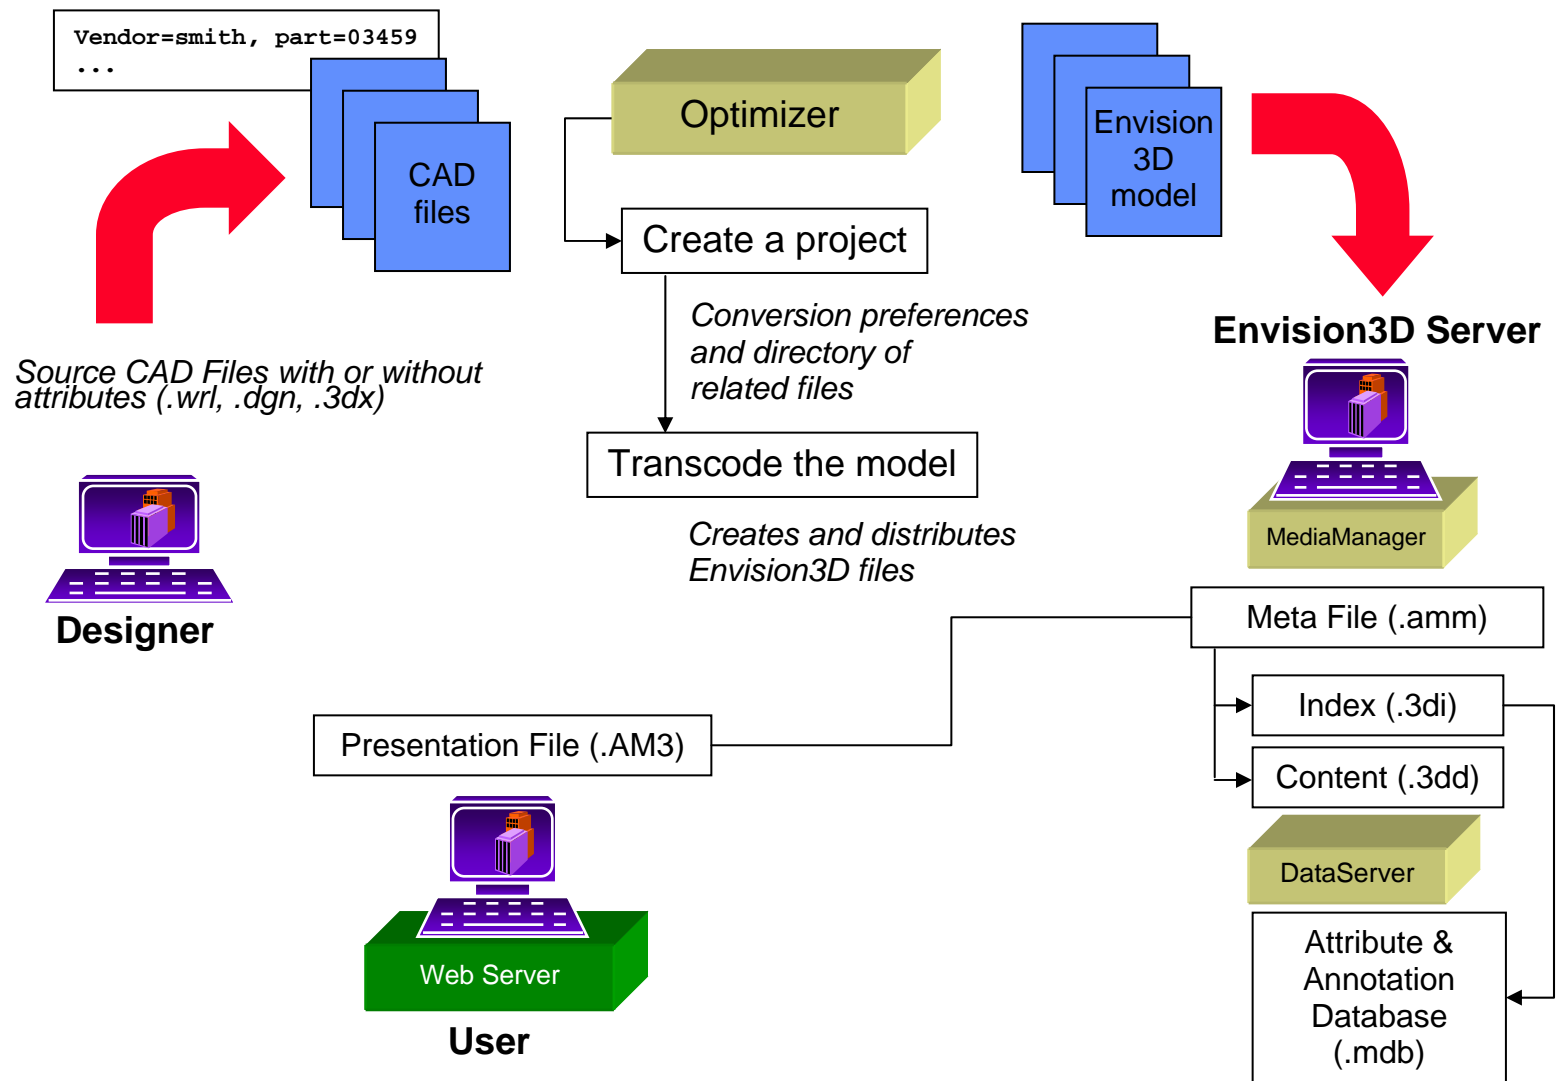 Vendor=smith, part=03459
...
CAD
files
Optimizer
Envision
3D
model
Create a project
Conversion preferences
and directory of
related files
Envision3D Server
Source CAD Files with or without
attributes (.wrl, .dgn, .3dx)
Transcode the model
Creates and distributes
Envision3D files
MediaManager
Designer
Meta File (.amm)
Index (.3di)
Presentation File (.AM3)
Content (.3dd)
DataServer
Attribute &
Annotation
Database
(.mdb)
Web Server
User